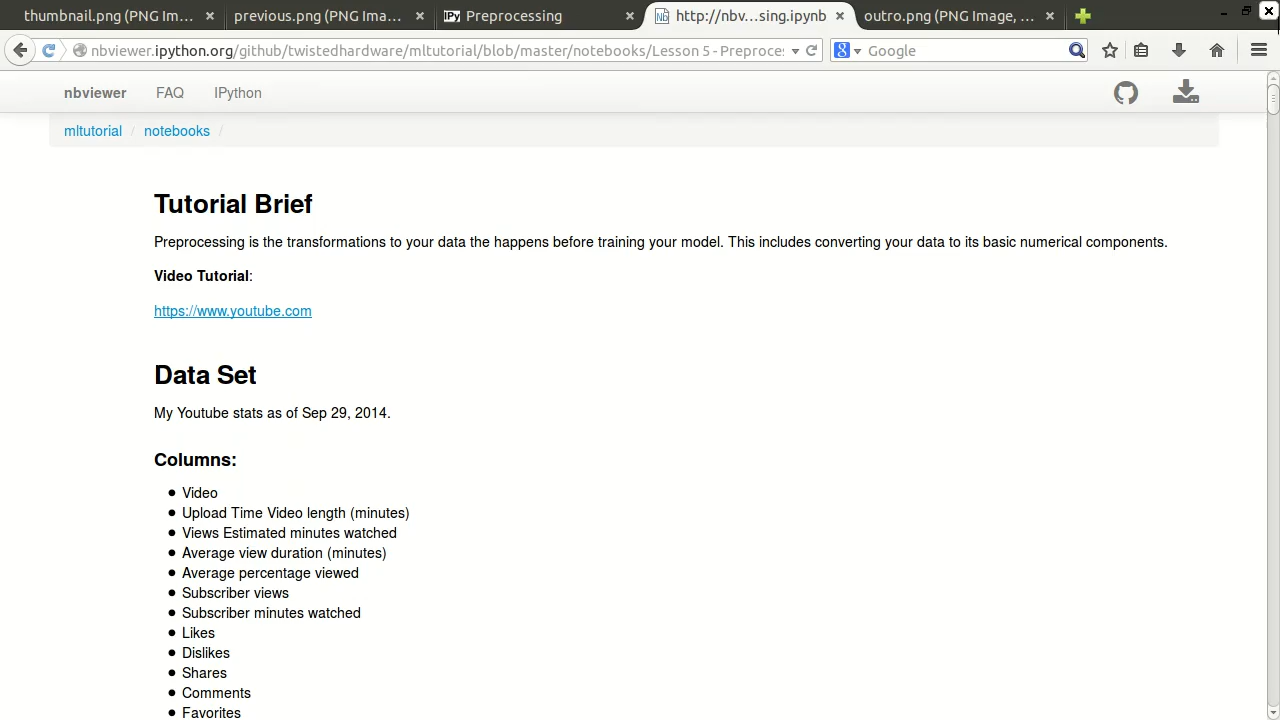 thumbnail.png (PNG Im... previous.png (PNG Ima... IPy Preprocessing http://nbv...sing.ipynb outro.png (PNG Image, ...
nbviewer.ipython.org/github/twistedhardware/mltutorial/blob/master/notebooks/Lesson 5 - Preproces Google
nbviewer FAQ IPython
mltutorial / notebooks /
Tutorial Brief
Preprocessing is the transformations to your data the happens before training your model. This includes converting your data to its basic numerical components.
Video Tutorial:
https://www.youtube.com
Data Set
My Youtube stats as of Sep 29, 2014.
Columns:
Video
Upload Time Video length (minutes)
Views Estimated minutes watched
Average view duration (minutes)
Average percentage viewed
Subscriber views
Subscriber minutes watched
Likes
Dislikes
Shares
Comments
Favorites